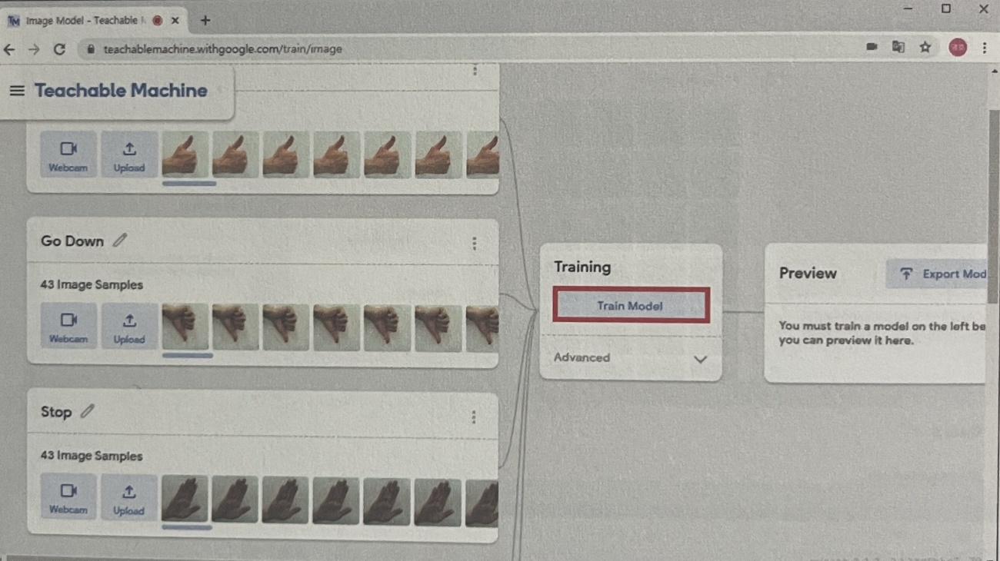 Image Model - Teachable
teachablemachine.withgoogle.com/train/image
Teachable Machine
Webcam
Upload
Go Down
43 Image Samples
Webcam
Upload
Stop
43 Image Samples
Webcam
Upload
Training
Train Model
Advanced
Preview
Export Mod
You must train a model on the left be
you can preview it here.